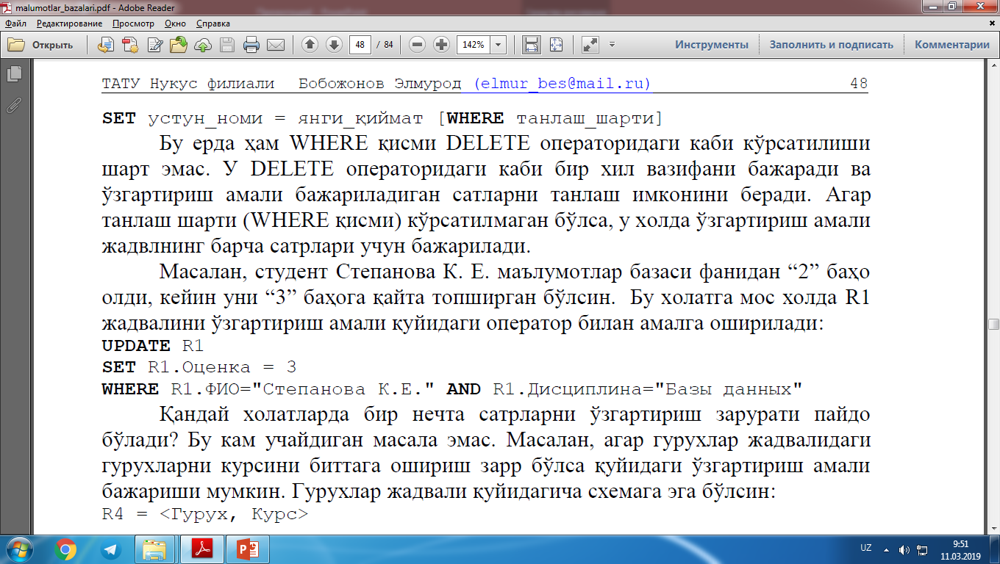 malumotlar_bazalari.pdf - Adobe Reader
Файл Редактирование Просмотр Окно Справка
Открыть 48 / 84 142% Инструменты Заполнить и подписать Комментарии
ТАТУ Нукус филиали Бобожонов Элмурод (elmur_bes@mail.ru) 48
SET устун_номи = янги_қиймат [WHERE танлаш_шарти]
Бу ерда ҳам WHERE қисми DELETE операторидаги каби кўрсатилиши
шарт эмас. У DELETE операторидаги каби бир хил вазифани бажаради ва
ўзгартириш амали бажариладиган сатларни танлаш имконини беради. Агар
танлаш шарти (WHERE қисми) кўрсатилмаган бўлса, у холда ўзгартириш амали
жадвлнинг барча сатрлари учун бажарилади.
Масалан, студент Степанова К. Е. маълумотлар базаси фанидан “2” баҳо
олди, кейин уни “3” баҳога қайта топширган бўлсин. Бу холатга мос холда R1
жадвалини ўзгартириш амали қуйидаги оператор билан амалга оширилади:
UPDATE R1
SET R1.Оценка = 3
WHERE R1.ФИО="Степанова К.Е." AND R1.Дисциплина="Базы данных"
Қандай холатларда бир нечта сатрларни ўзгартириш зарурати пайдо
бўлади? Бу кам учайдиган масала эмас. Масалан, агар гурухлар жадвалидаги
гурухларни курсини биттага ошириш зарр бўлса қуйидаги ўзгартириш амали
бажариши мумкин. Гурухлар жадвали қуйидагича схемага эга бўлсин:
R4 = <Гурух, Курс>
UZ 9:51
11.03.2019